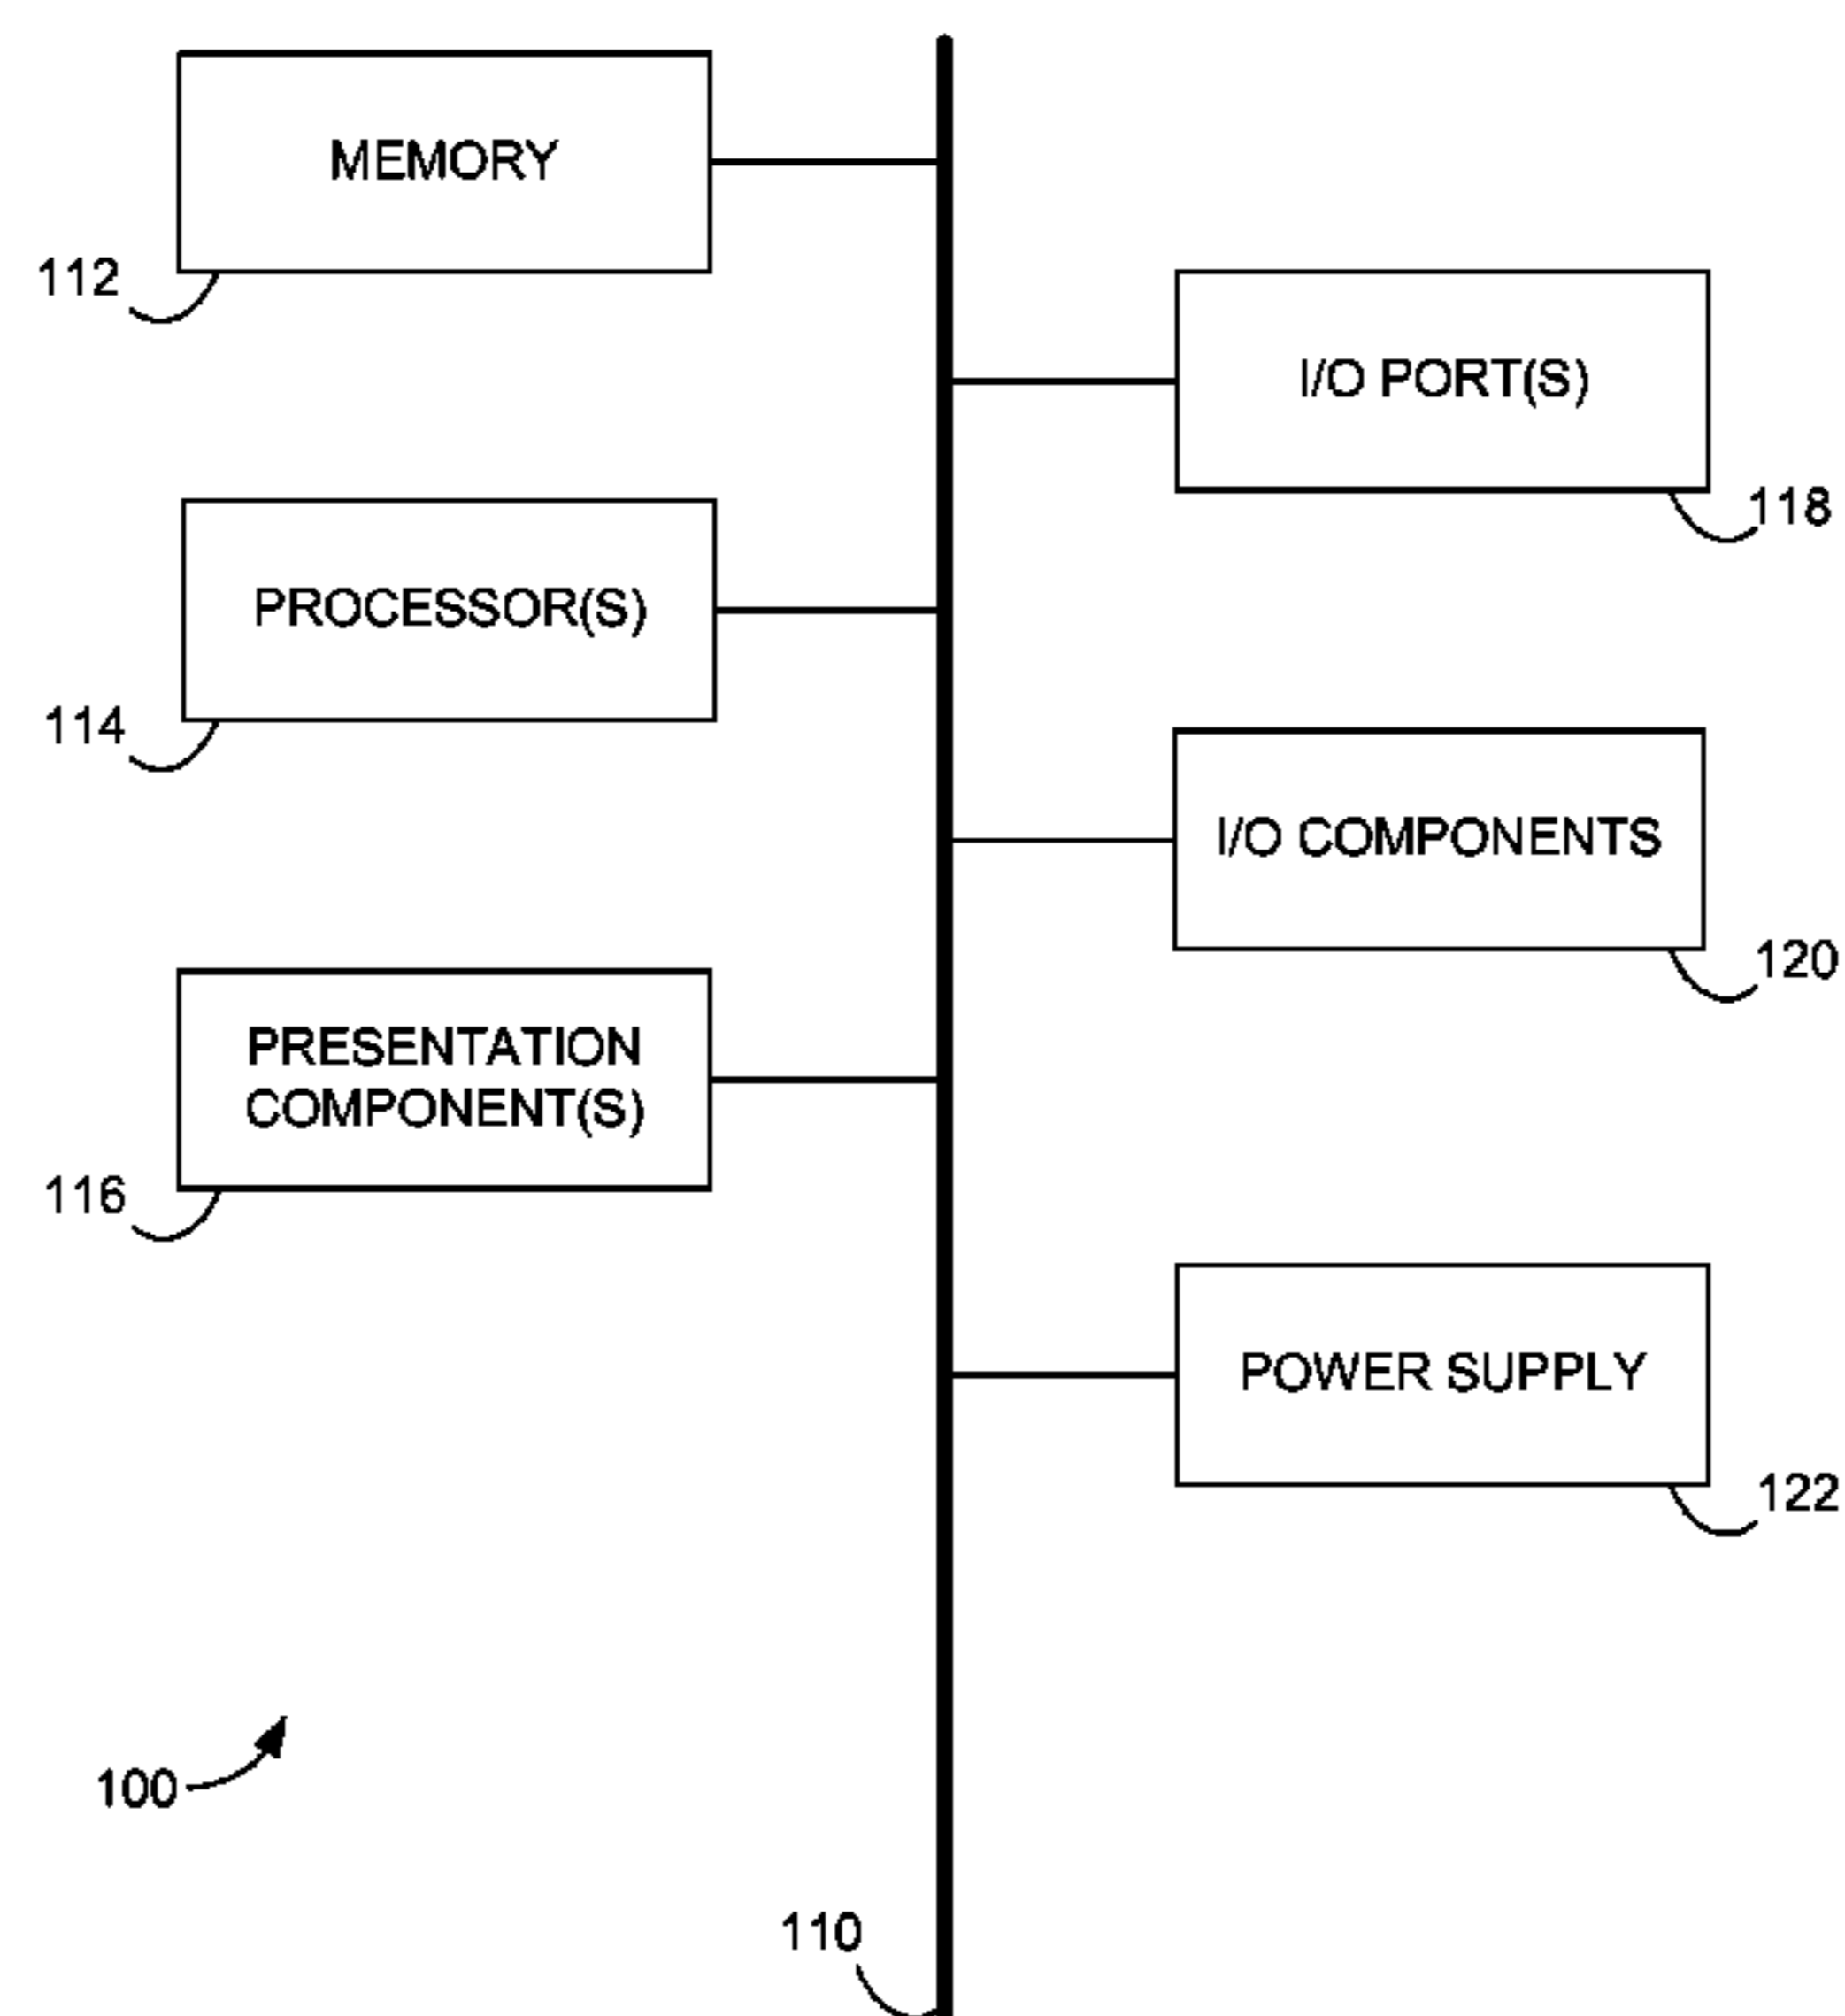 MEMORY
112
I/O PORT(S)
118
PROCESSOR(S)
114
I/O COMPONENTS
120
PRESENTATION
COMPONENT(S)
116
POWER SUPPLY
122
100
110